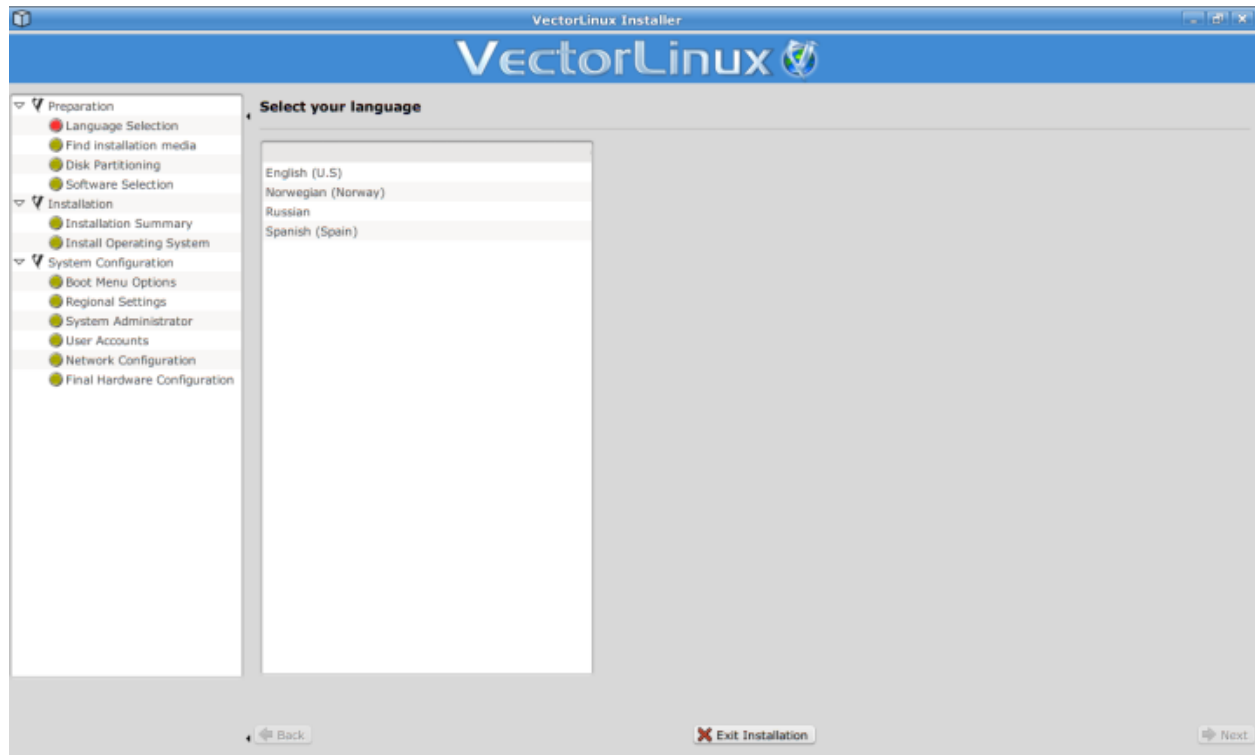 VectorLinux Installer
VectorLinux
Preparation
Language Selection
Find installation media
Disk Partitioning
Software Selection
Installation
Installation Summary
Install Operating System
System Configuration
Boot Menu Options
Regional Settings
System Administrator
User Accounts
Network Configuration
Final Hardware Configuration
Select your language
English (U.S)
Norwegian (Norway)
Russian
Spanish (Spain)
Back
Exit Installation
Next